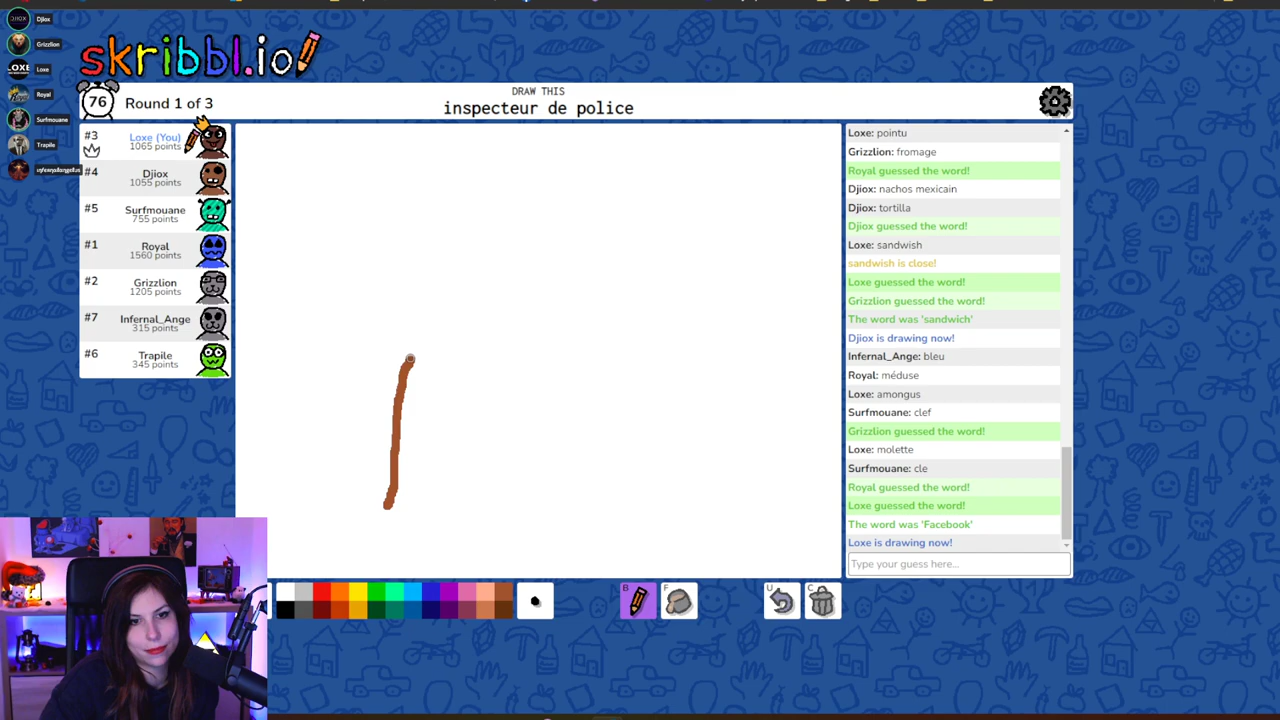 Djiox
Grizzlion
LOXE
Loxe
Royal
Surfmouane
Trapile
skribbl.io
76
Round 1 of 3
DRAW THIS
inspecteur de police
#3
Loxe (You)
1065 points
#4
Djiox
1055 points
#5
Surfmouane
755 points
#1
Royal
1560 points
#2
Grizzlion
1205 points
#7
Infernal_Ange
315 points
#6
Trapile
345 points
Loxe: pointu
Grizzlion: fromage
Royal guessed the word!
Djiox: nachos mexicain
Djiox: tortilla
Djiox guessed the word!
Loxe: sandwish
sandwish is close!
Loxe guessed the word!
Grizzlion guessed the word!
The word was 'sandwich'
Djiox is drawing now!
Infernal_Ange: bleu
Royal: méduse
Loxe: amongus
Surfmouane: clef
Grizzlion guessed the word!
Loxe: molette
Surfmouane: cle
Royal guessed the word!
Loxe guessed the word!
The word was 'Facebook'
Loxe is drawing now!
Type your guess here...
B
F
U
C